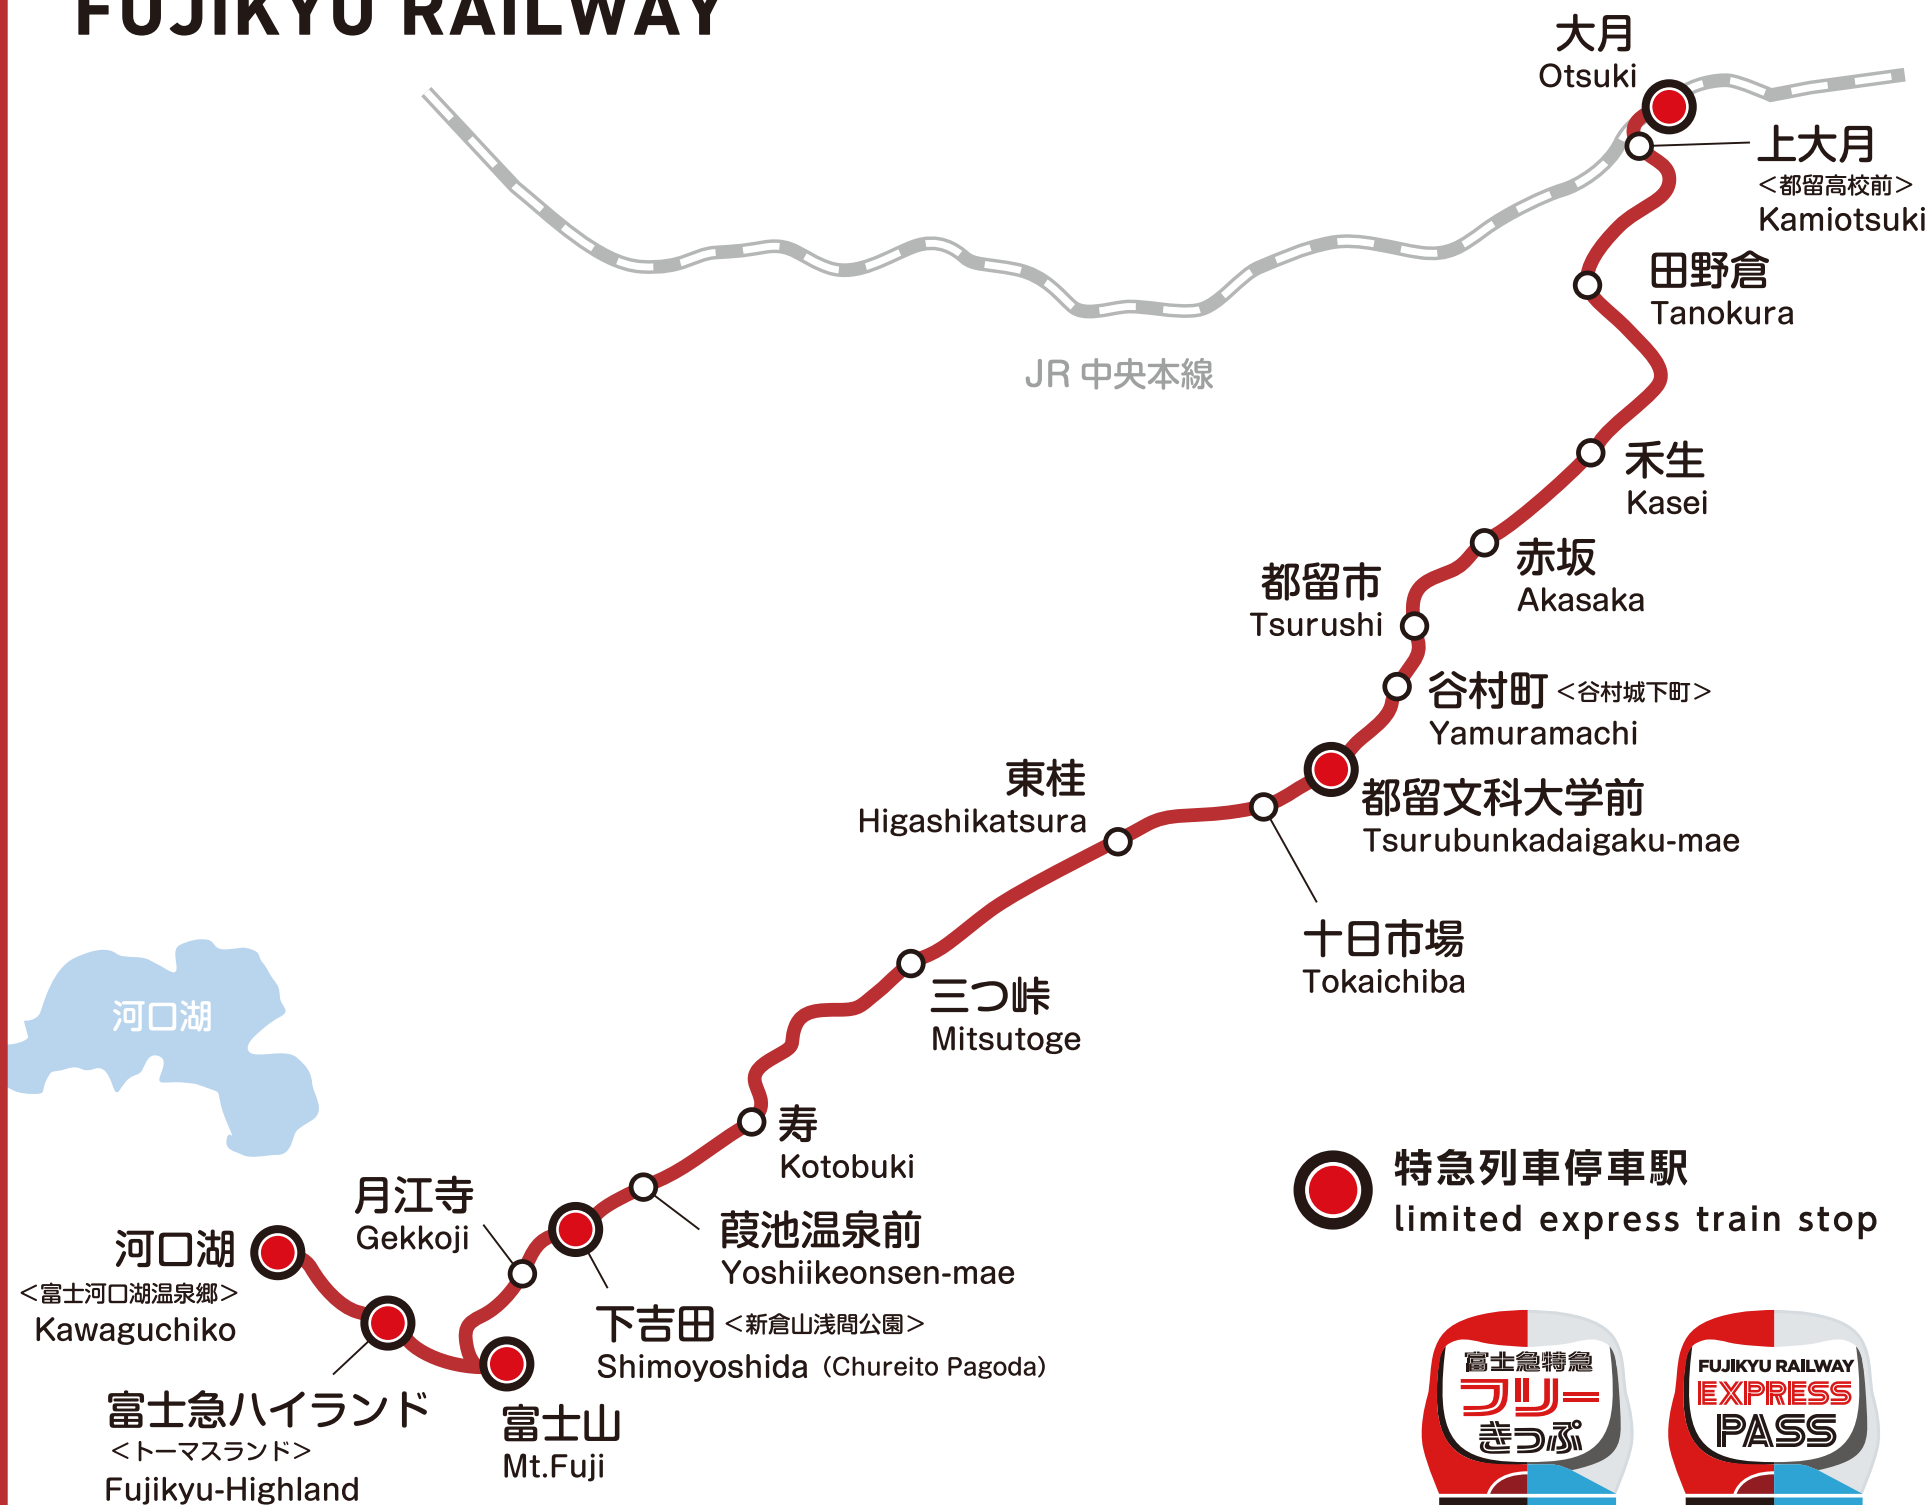 FUJIKYU RAILWAY
大月
Otsuki
上大月
<都留高校前>
Kamiotsuki
田野倉
Tanokura
JR 中央本線
禾生
Kasei
赤坂
Akasaka
都留市
Tsurushi
谷村町 <谷村城下町>
Yamuramachi
都留文科大学前
Tsurubunkadaigaku-mae
東桂
Higashikatsura
十日市場
Tokaichiba
三つ峠
Mitsutoge
河口湖
寿
Kotobuki
葭池温泉前
Yoshiikeonsen-mae
月江寺
Gekkoji
下吉田 <新倉山浅間公園>
Shimoyoshida (Chureito Pagoda)
河口湖
<富士河口湖温泉郷>
Kawaguchiko
富士急ハイランド
<トーマスランド>
Fujikyu-Highland
富士山
Mt.Fuji
特急列車停車駅
limited express train stop
富士急特急
フリー
きっぷ
FUJIKYU RAILWAY
EXPRESS
PASS